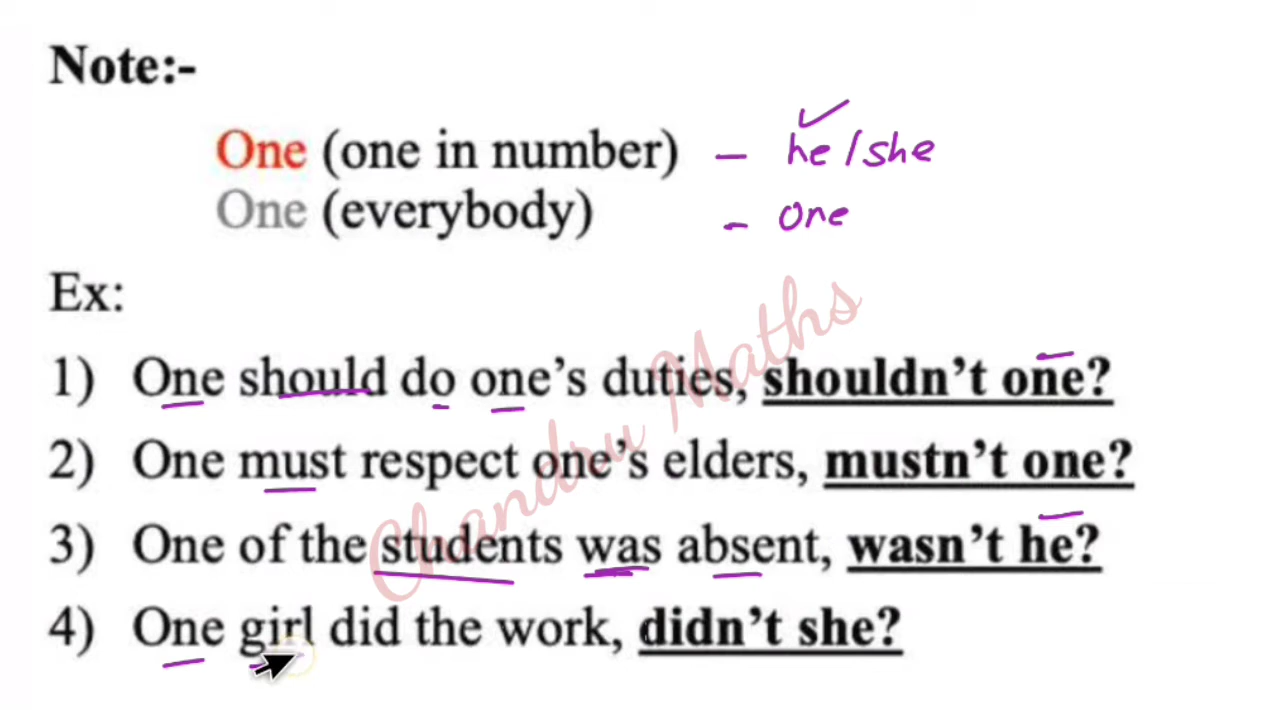 Note:-
One (one in number) - he/she
One (everybody) - one
Ex:
1) One should do one's duties, shouldn't one?
2) One must respect one's elders, mustn't one?
3) One of the students was absent, wasn't he?
4) One girl did the work, didn't she?
Chandru Maths